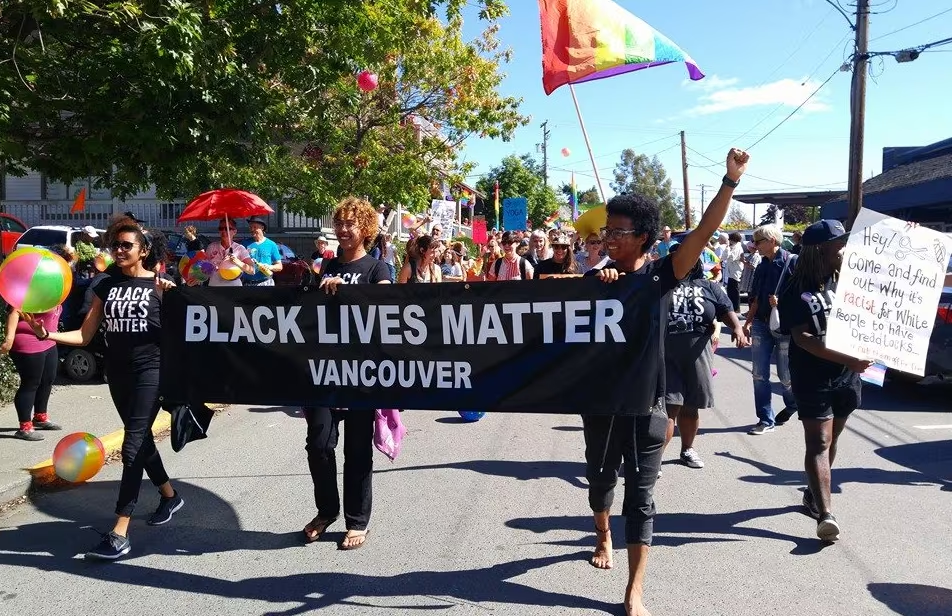 BLACK LIVES MATTER
VANCOUVER
BLACK
LIVES
MATTER
YOGA
Hey!
Come and find
out why it's
racist for White
People to have
Dreadlocks...